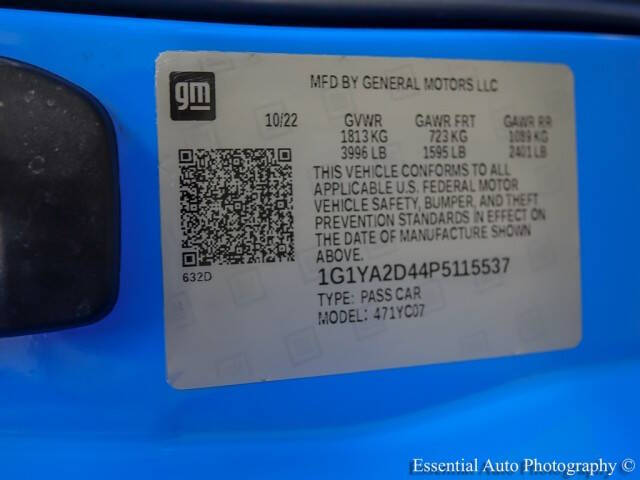 gm
MFD BY GENERAL MOTORS LLC
10/22 GVWR GAWR FRT GAWR RR
1813 KG 723 KG 1089 KG
3996 LB 1595 LB 2401 LB
THIS VEHICLE CONFORMS TO ALL
APPLICABLE U.S. FEDERAL MOTOR
VEHICLE SAFETY, BUMPER, AND THEFT
PREVENTION STANDARDS IN EFFECT ON
THE DATE OF MANUFACTURE SHOWN
ABOVE.
632D
1G1YA2D44P5115537
TYPE: PASS CAR
MODEL: 471YC07
Essential Auto Photography (c)